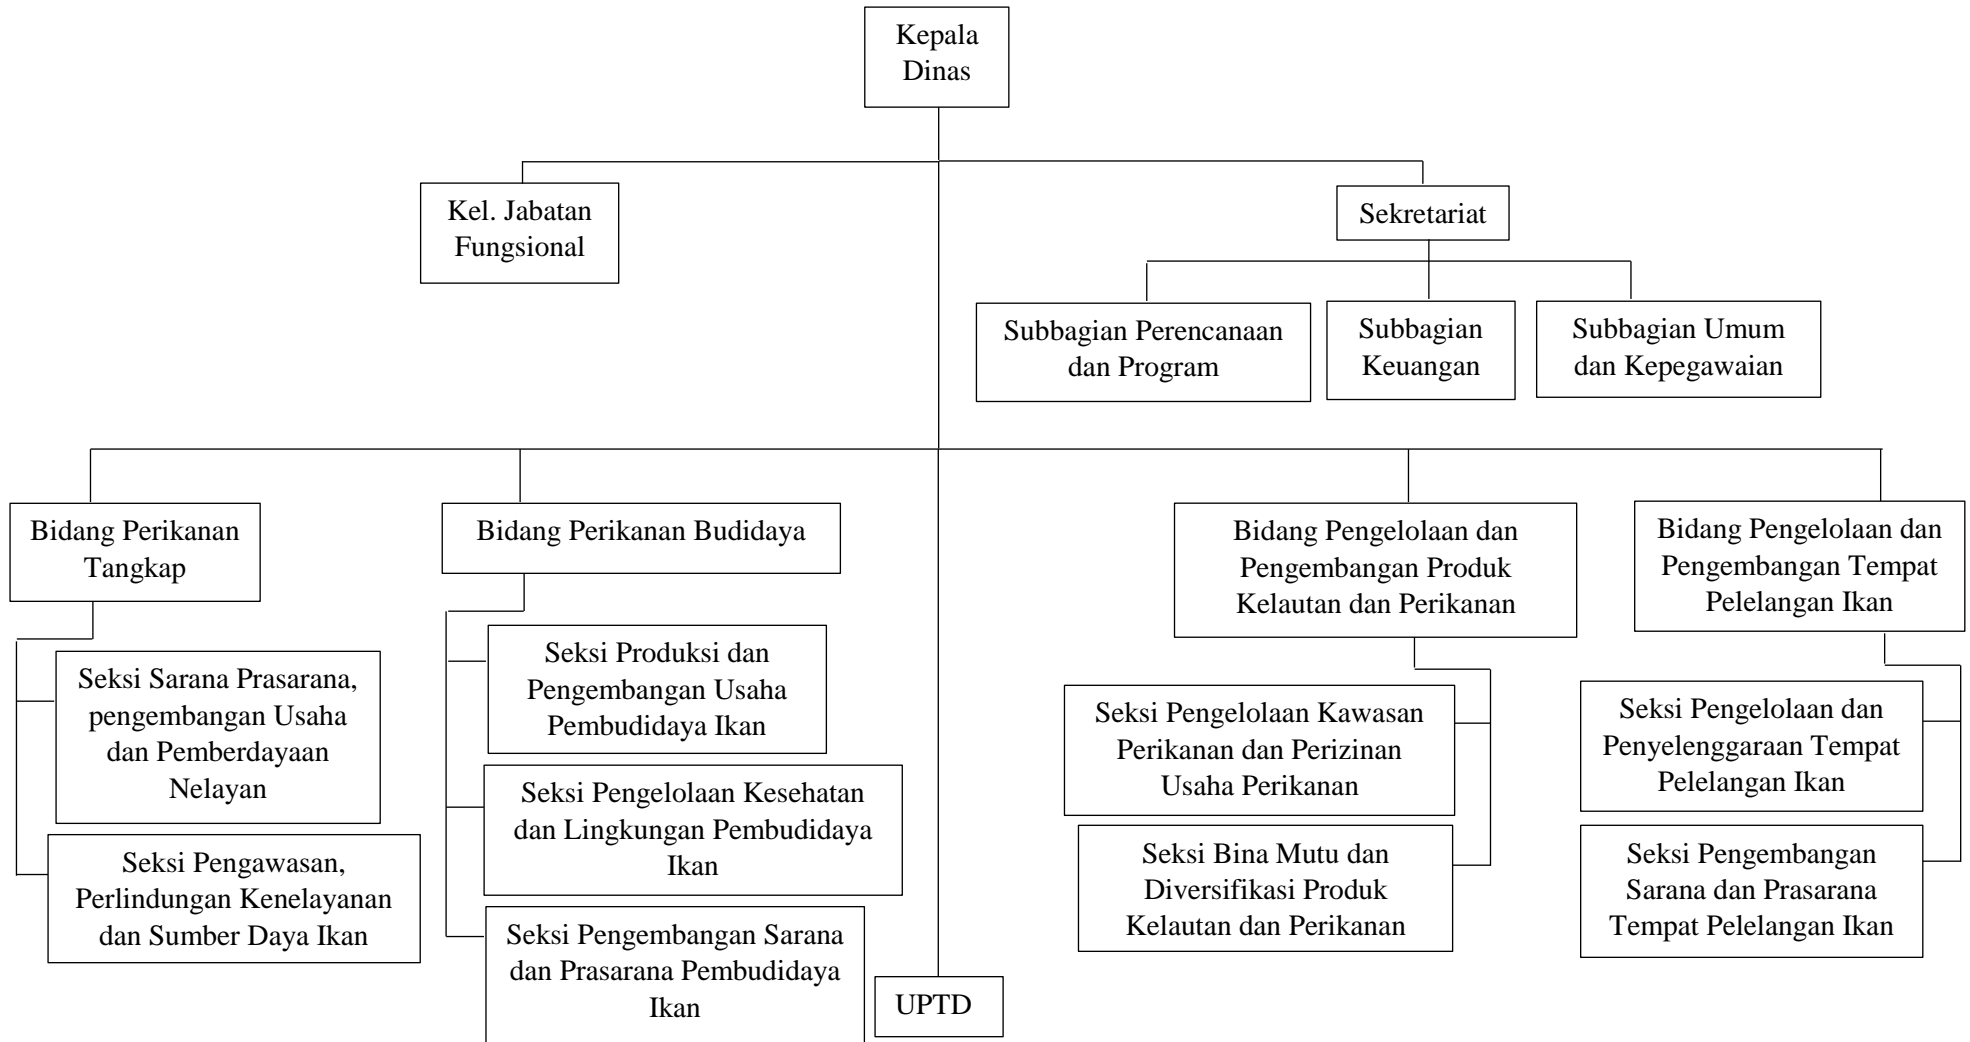 Kepala
Dinas
Kel. Jabatan
Fungsional
Sekretariat
Subbagian Perencanaan
dan Program
Subbagian
Keuangan
Subbagian Umum
dan Kepegawaian
Bidang Perikanan
Tangkap
Bidang Perikanan Budidaya
Bidang Pengelolaan dan
Pengembangan Produk
Kelautan dan Perikanan
Bidang Pengelolaan dan
Pengembangan Tempat
Pelelangan Ikan
Seksi Sarana Prasarana,
pengembangan Usaha
dan Pemberdayaan
Nelayan
Seksi Pengawasan,
Perlindungan Kenelayanan
dan Sumber Daya Ikan
Seksi Produksi dan
Pengembangan Usaha
Pembudidaya Ikan
Seksi Pengelolaan Kesehatan
dan Lingkungan Pembudidaya
Ikan
Seksi Pengembangan Sarana
dan Prasarana Pembudidaya
Ikan
UPTD
Seksi Pengelolaan Kawasan
Perikanan dan Perizinan
Usaha Perikanan
Seksi Bina Mutu dan
Diversifikasi Produk
Kelautan dan Perikanan
Seksi Pengelolaan dan
Penyelenggaraan Tempat
Pelelangan Ikan
Seksi Pengembangan
Sarana dan Prasarana
Tempat Pelelangan Ikan